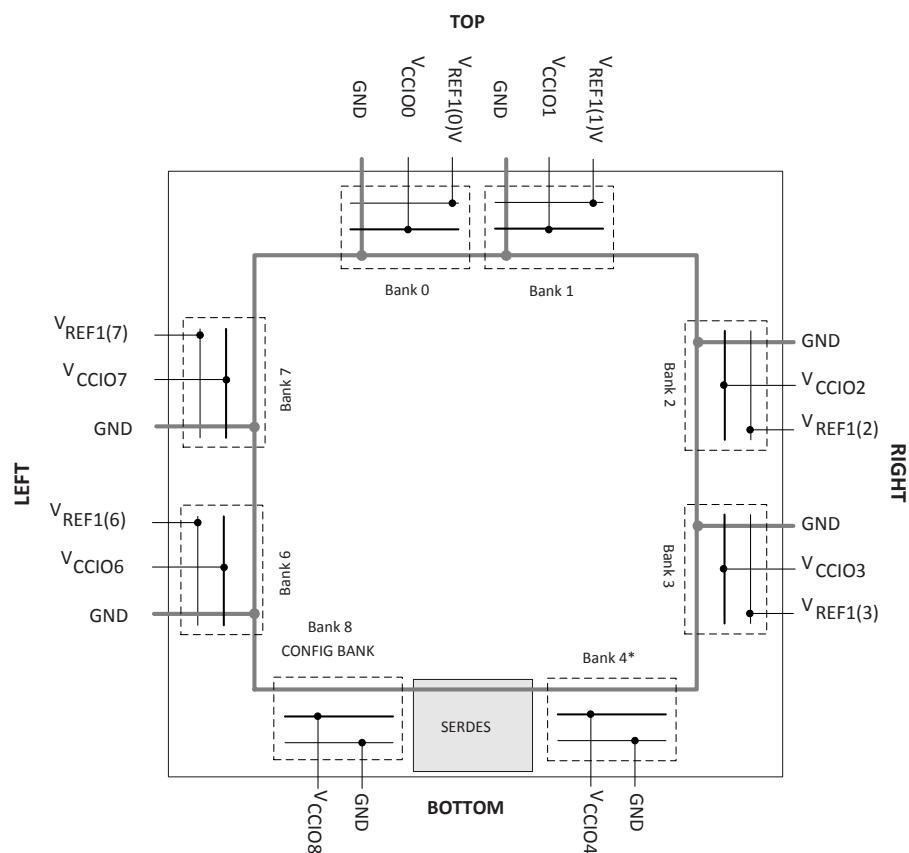 TOP
GND
VCCIO0
VREF1(0)V
GND
VCCIO1
VREF1(1)V
Bank 0
Bank 1
VREF1(7)
VCCIO7
GND
Bank 7
GND
VCCIO2
VREF1(2)
Bank 2
LEFT
RIGHT
VREF1(6)
VCCIO6
GND
Bank 6
GND
VCCIO3
VREF1(3)
Bank 3
Bank 8
CONFIG BANK
Bank 4*
SERDES
VCCIO8
GND
BOTTOM
VCCIO4
GND